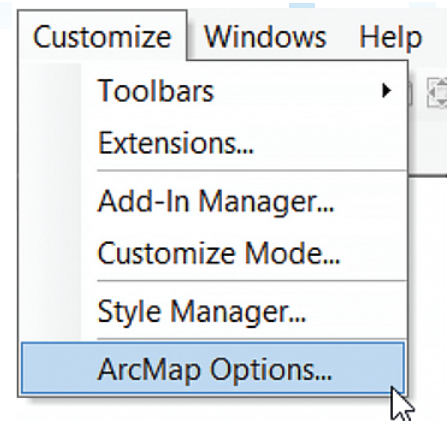 Customize Windows Help
Toolbars
Extensions...
Add-In Manager...
Customize Mode...
Style Manager...
ArcMap Options...